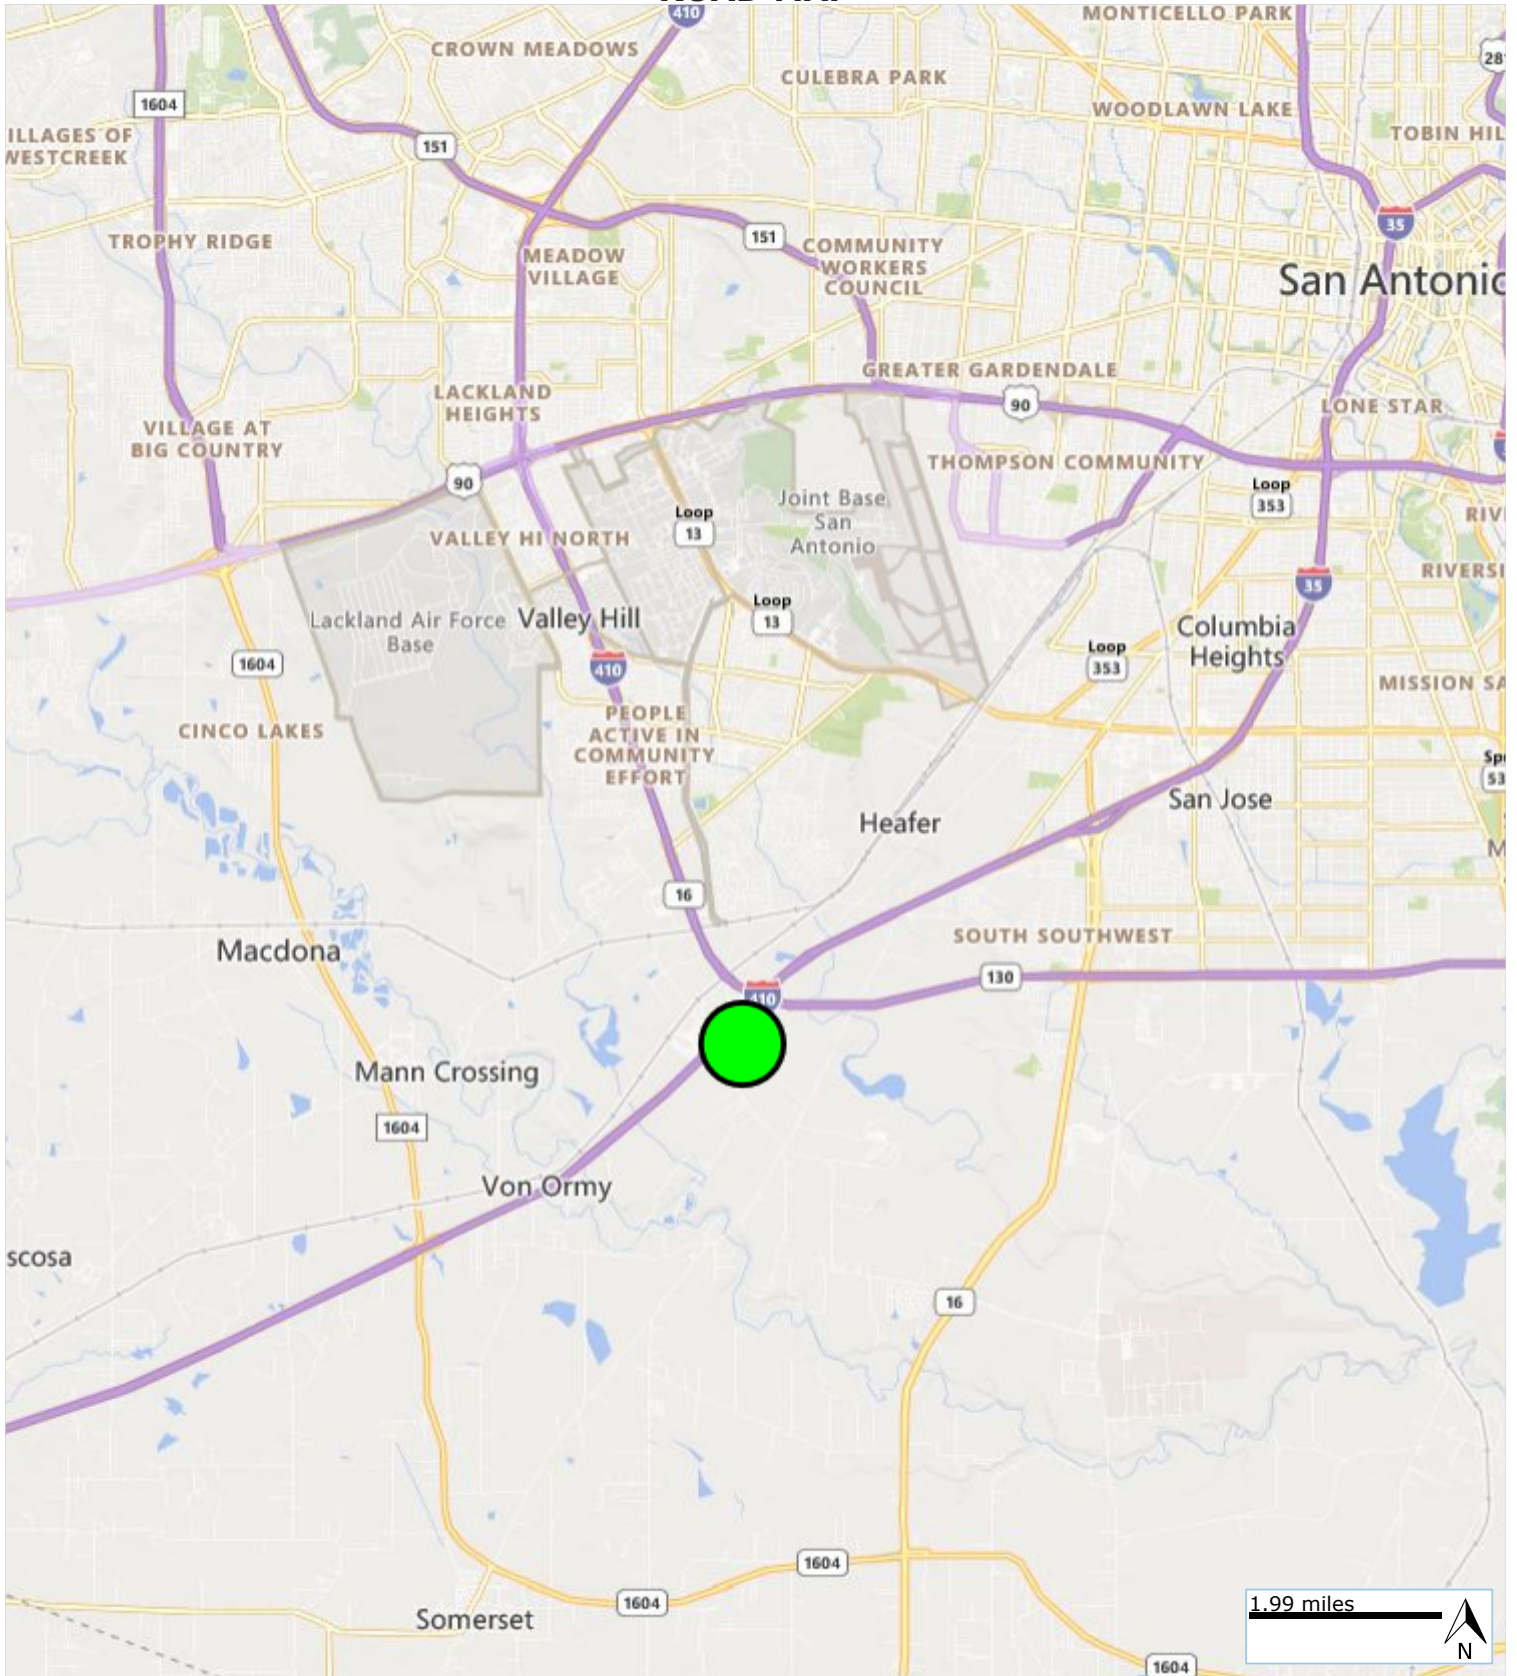 410
MONTICELLO PARK
CROWN MEADOWS
28
CULEBRA PARK
1604
WOODLAWN LAKE
ILLAGES OF
WESTCREEK
151
TOBIN HIL
TROPHY RIDGE
151
35
MEADOW
VILLAGE
COMMUNITY
WORKERS
COUNCIL
San Antonio
GREATER GARDENDALE
LACKLAND
HEIGHTS
90
LONE STAR
VILLAGE AT
BIG COUNTRY
THOMPSON COMMUNITY
90
Loop
353
Joint Base
San
Antonio
Loop
13
RIV
VALLEY HI NORTH
RIVERSI
35
Loop
13
Lackland Air Force
Base
Valley Hill
Columbia
Heights
1604
410
Loop
353
MISSION SA
CINCO LAKES
PEOPLE
ACTIVE IN
COMMUNITY
EFFORT
Sp
53
San Jose
Heafer
M
16
SOUTH SOUTHWEST
Macdona
130
410
Mann Crossing
1604
Von Ormy
scosa
16
1604
1.99 miles
1604
Somerset
N
1604